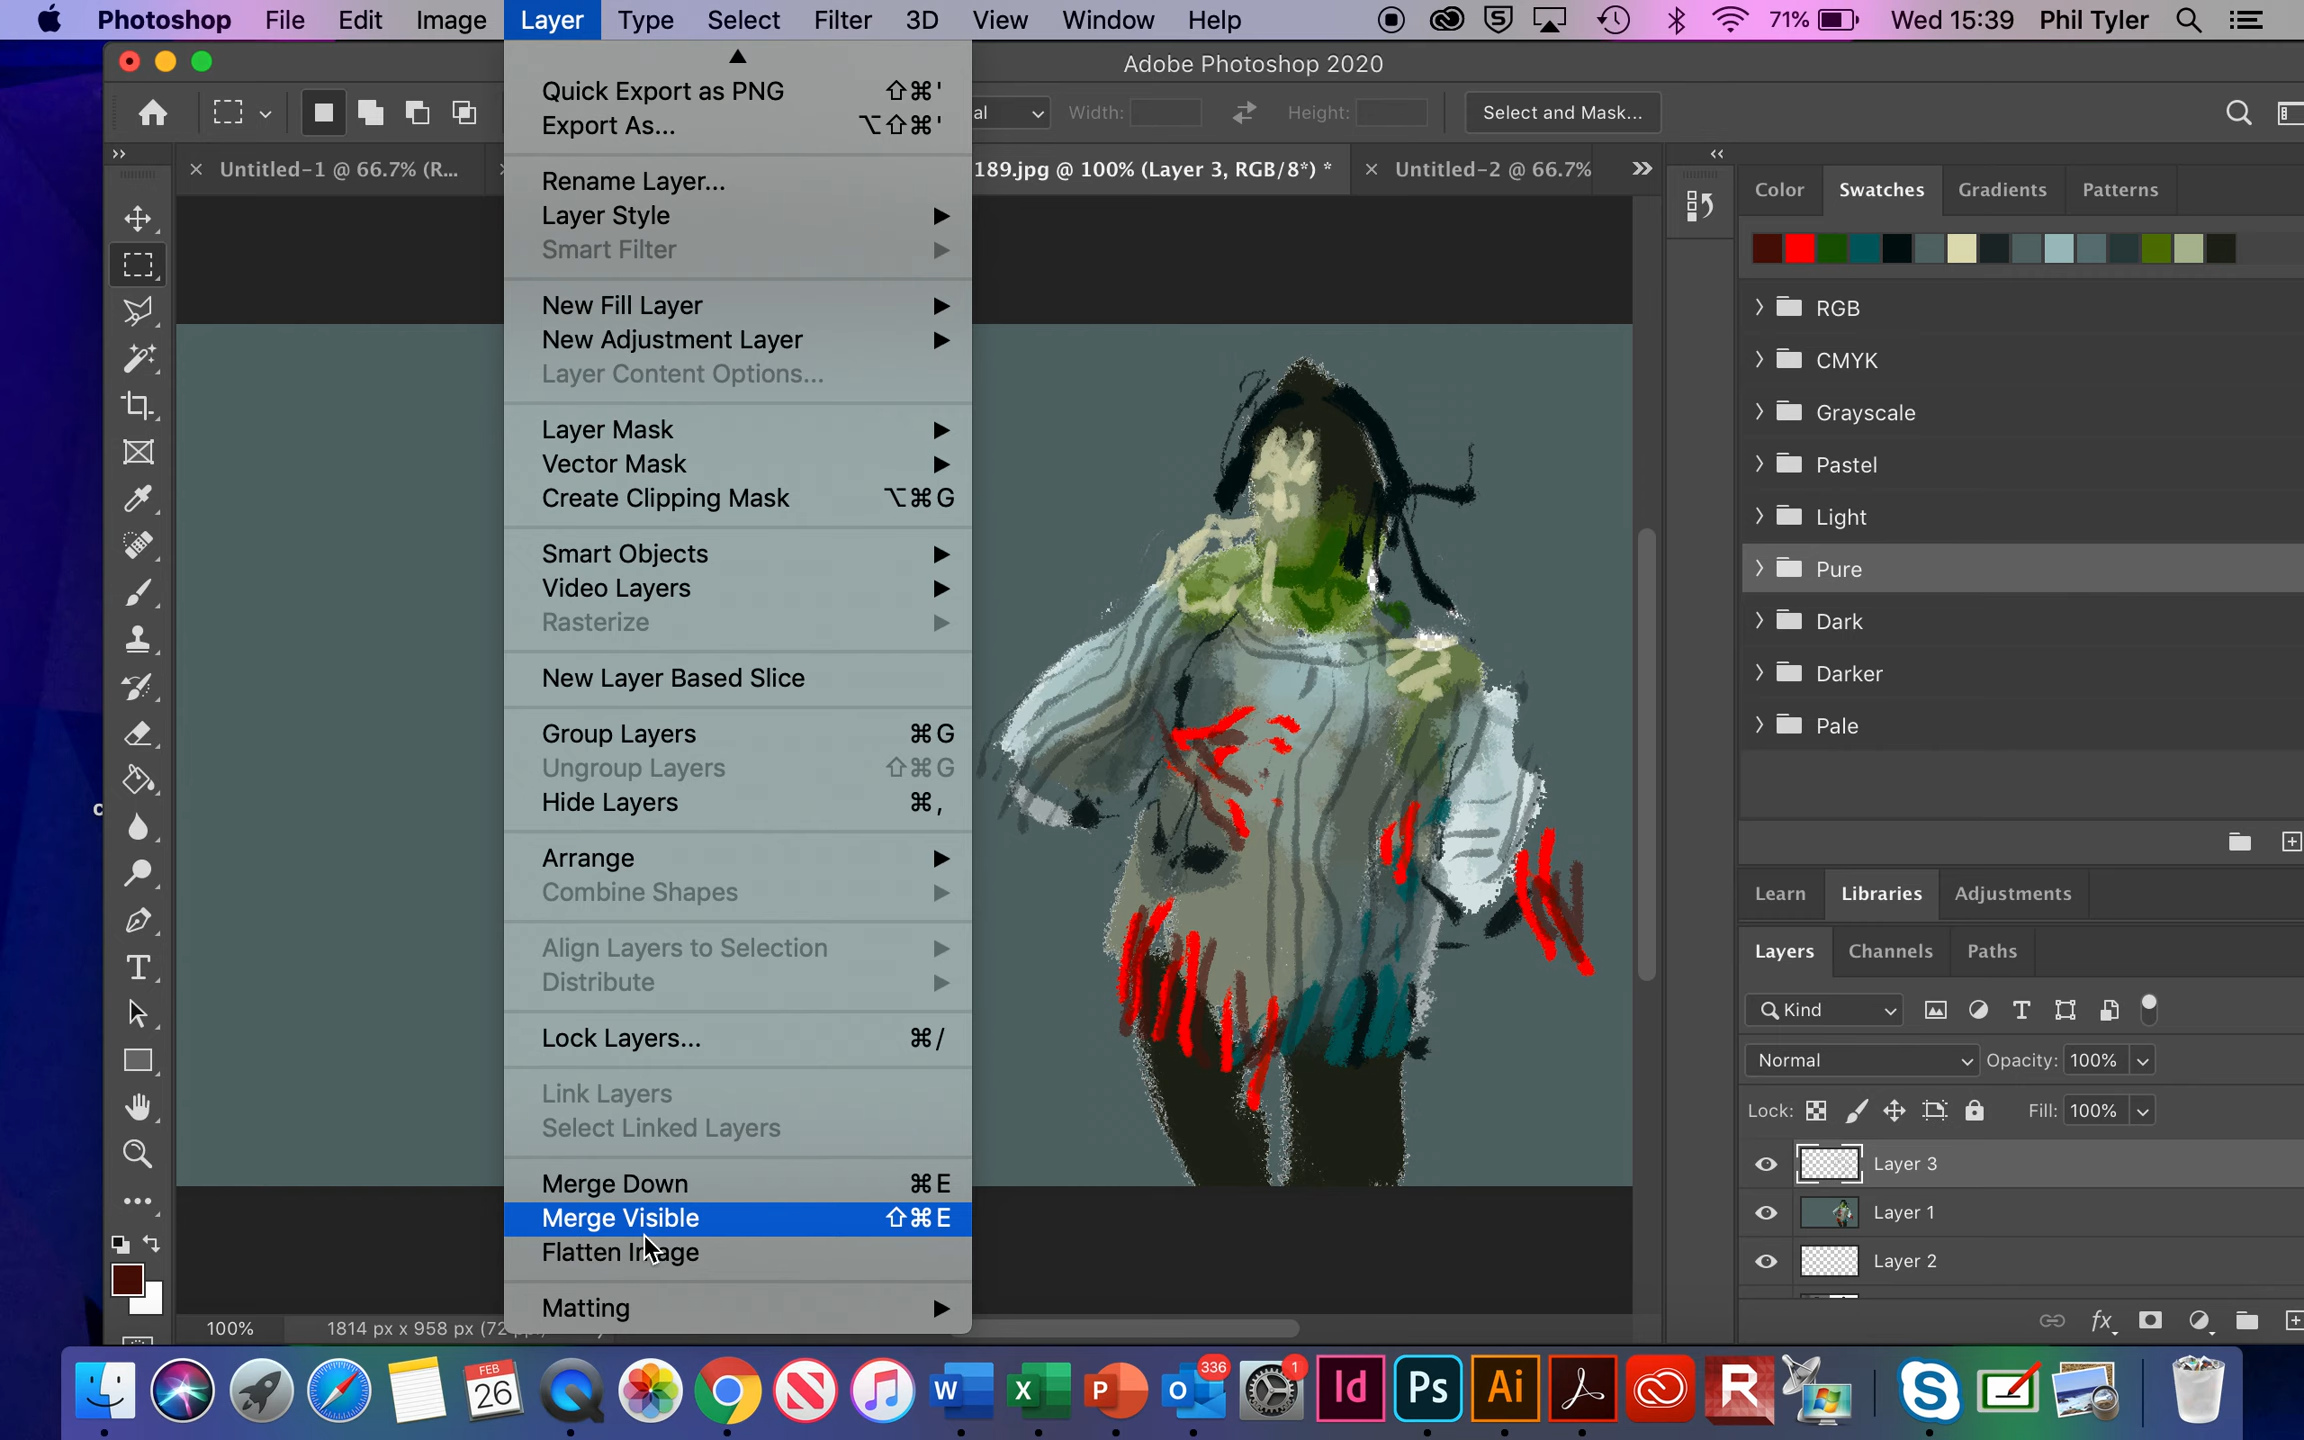 Photoshop File Edit Image Layer Type Select Filter 3D View Window Help 71% Wed 15:39 Phil Tyler
Adobe Photoshop 2020
al Width: Height: Select and Mask...
Untitled-1 @ 66.7% (R... 189.jpg @ 100% (Layer 3, RGB/8*) * Untitled-2 @ 66.7%
Quick Export as PNG ⇧⌘'
Export As... ⌥⇧⌘'
Rename Layer...
Layer Style
Smart Filter
New Fill Layer
New Adjustment Layer
Layer Content Options...
Layer Mask
Vector Mask
Create Clipping Mask ⌥⌘G
Smart Objects
Video Layers
Rasterize
New Layer Based Slice
Group Layers ⌘G
Ungroup Layers ⇧⌘G
Hide Layers ⌘,
Arrange
Combine Shapes
Align Layers to Selection
Distribute
Lock Layers... ⌘/
Link Layers
Select Linked Layers
Merge Down ⌘E
Merge Visible ⇧⌘E
Flatten Image
Matting
100% 1814 px x 958 px (72
Color Swatches Gradients Patterns
RGB
CMYK
Grayscale
Pastel
Light
Pure
Dark
Darker
Pale
Learn Libraries Adjustments
Layers Channels Paths
Kind
Normal Opacity: 100%
Lock: Fill: 100%
Layer 3
Layer 1
Layer 2
fx
FEB
26
W X P O 336 1 Id Ps Ai R S